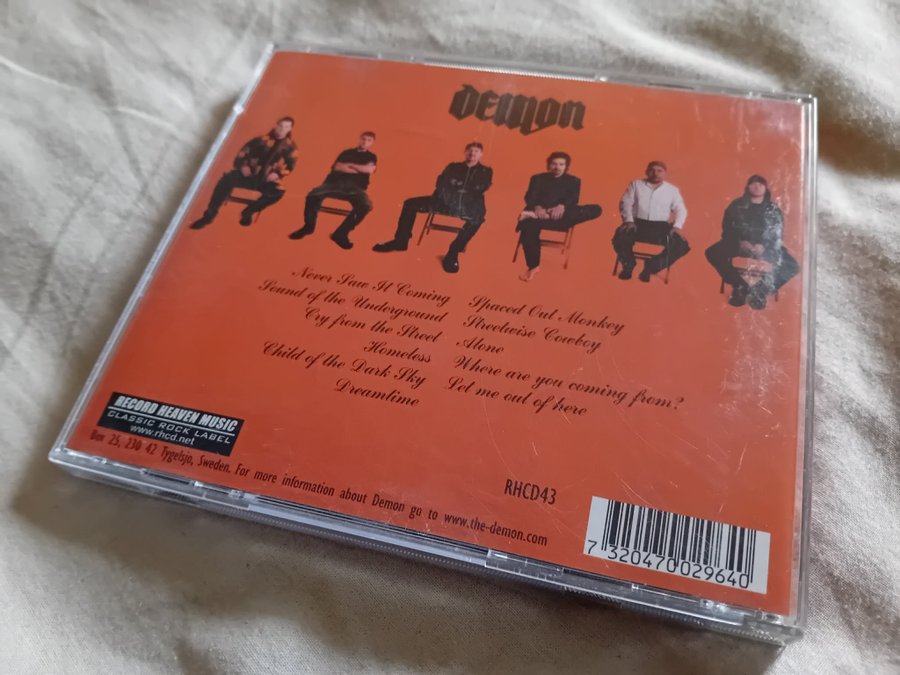 Demon
Never Saw It Coming
Sound of the Underground
Cry from the Street
Homeless
Child of the Dark Sky
Dreamtime
Spaced Out Monkey
Streetwise Cowboy
Alone
Where are you coming from?
Let me out of here
RECORD HEAVEN MUSIC
CLASSIC ROCK LABEL
www.rhcd.net
Box 25, 230 42 Tygelsjo, Sweden. For more information about Demon go to www.the-demon.com
RHCD43
7 320470 029640